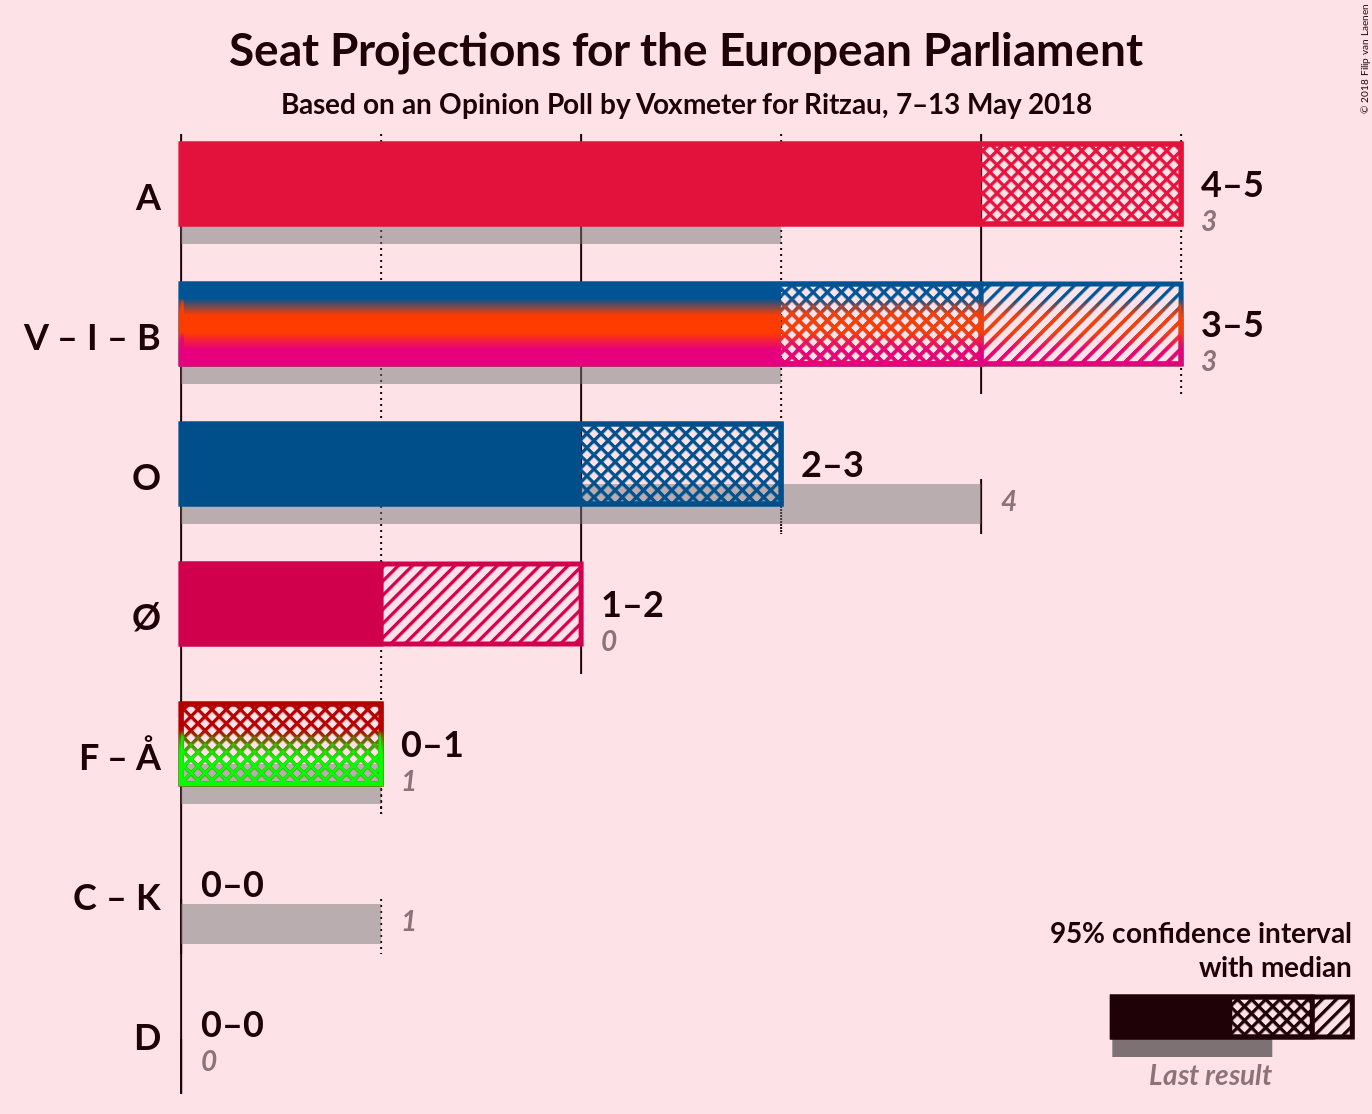 Seat Projections for the European Parliament
Based on an Opinion Poll by Voxmeter for Ritzau, 7–13 May 2018
© 2018 Filip van Laenen
A
4–5
3
V – I – B
3–5
3
O
2–3
4
Ø
1–2
0
F – Å
0–1
1
C – K
0–0
1
D
0–0
0
95% confidence interval
with median
Last result